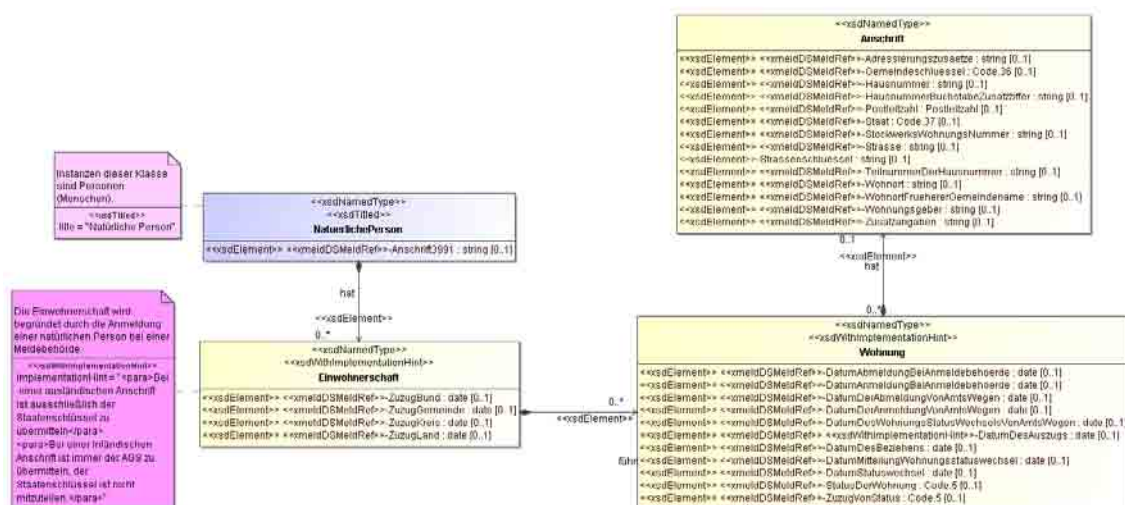 <<xsdNamedType>>
Anschrift
<<xsdElement>> <<xmeldDSMeldRef>>-Adressierungszusaetze : string [0..1]
<<xsdElement>> <<xmeldDSMeldRef>>-Gemeindeschluessel : Code.36 [0..1]
<<xsdElement>> <<xmeldDSMeldRef>>-Hausnummer : string [0..1]
<<xsdElement>> <<xmeldDSMeldRef>>-HausnummerBuchstabeZusatzziffer : string [0..1]
<<xsdElement>> <<xmeldDSMeldRef>>-Postleitzahl : Postleitzahl [0..1]
<<xsdElement>> <<xmeldDSMeldRef>>-Staat : Code.37 [0..1]
<<xsdElement>> <<xmeldDSMeldRef>>-StockwerksWohnungsNummer : string [0..1]
<<xsdElement>> <<xmeldDSMeldRef>>-Strasse : string [0..1]
<<xsdElement>>-Strassenschluessel : string [0..1]
<<xsdElement>> <<xmeldDSMeldRef>>-TeilnummerDerHausnummer : string [0..1]
<<xsdElement>> <<xmeldDSMeldRef>>-Wohnort : string [0..1]
<<xsdElement>> <<xmeldDSMeldRef>>-WohnortFruehererGemeindename : string [0..1]
<<xsdElement>> <<xmeldDSMeldRef>>-Wohnungsgeber : string [0..1]
<<xsdElement>> <<xmeldDSMeldRef>>-Zusatzangaben : string [0..1]
Instanzen dieser Klasse
sind Personen
(Menschen).
<<xsdTitled>>
title = "Natürliche Person"
<<xsdNamedType>>
<<xsdTitled>>
NatuerlichePerson
<<xsdElement>> <<xmeldDSMeldRef>>-Anschrift3991 : string [0..1]
0..1
<<xsdElement>>
hat
0..*
hat
<<xsdElement>>
0..*
Die Einwohnerschaft wird
begründet durch die Anmeldung
einer natürlichen Person bei einer
Meldebehörde.
<<xsdWithImplementationHint>>
implementationHint = "<para>Bei
einer ausländischen Anschrift
ist ausschließlich der
Staatenschlüssel zu
übermitteln</para>
<para>Bei einer inländischen
Anschrift ist immer der AGS zu
übermitteln, der
Staatenschlüssel ist nicht
mitzuteilen.</para>"
<<xsdNamedType>>
<<xsdWithImplementationHint>>
Einwohnerschaft
<<xsdElement>> <<xmeldDSMeldRef>>-ZuzugBund : date [0..1]
<<xsdElement>> <<xmeldDSMeldRef>>-ZuzugGemeinde : date [0..1]
<<xsdElement>> <<xmeldDSMeldRef>>-ZuzugKreis : date [0..1]
<<xsdElement>> <<xmeldDSMeldRef>>-ZuzugLand : date [0..1]
0..*
<<xsdElement>>
führ
<<xsdNamedType>>
<<xsdWithImplementationHint>>
Wohnung
<<xsdElement>> <<xmeldDSMeldRef>>-DatumAbmeldungBeiAnmeldebehoerde : date [0..1]
<<xsdElement>> <<xmeldDSMeldRef>>-DatumAnmeldungBeiAnmeldebehoerde : date [0..1]
<<xsdElement>> <<xmeldDSMeldRef>>-DatumDerAbmeldungVonAmtsWegen : date [0..1]
<<xsdElement>> <<xmeldDSMeldRef>>-DatumDerAnmeldungVonAmtsWegen : date [0..1]
<<xsdElement>> <<xmeldDSMeldRef>>-DatumDesWohnungsStatusWechselsVonAmtsWegen : date [0..1]
<<xsdElement>> <<xmeldDSMeldRef>> <<xsdWithImplementationHint>>-DatumDesAuszugs : date [0..1]
<<xsdElement>> <<xmeldDSMeldRef>>-DatumDesBeziehens : date [0..1]
<<xsdElement>> <<xmeldDSMeldRef>>-DatumMitteilungWohnungsstatuswechsel : date [0..1]
<<xsdElement>> <<xmeldDSMeldRef>>-DatumStatuswechsel : date [0..1]
<<xsdElement>> <<xmeldDSMeldRef>>-StatusDerWohnung : Code.5 [0..1]
<<xsdElement>> <<xmeldDSMeldRef>>-ZuzugVonStatus : Code.5 [0..1]